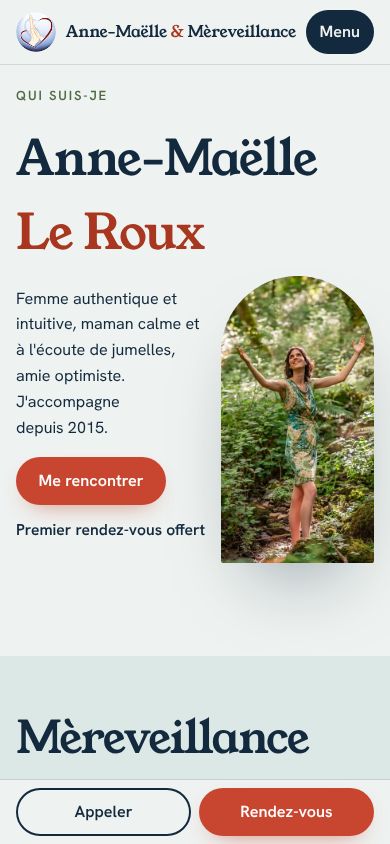 Anne-Maëlle & Mèreveillance
Menu
QUI SUIS-JE
Anne-Maëlle
Le Roux
Femme authentique et
intuitive, maman calme et
à l'écoute de jumelles,
amie optimiste.
J'accompagne
depuis 2015.
Me rencontrer
Premier rendez-vous offert
Mèreveillance
Appeler
Rendez-vous